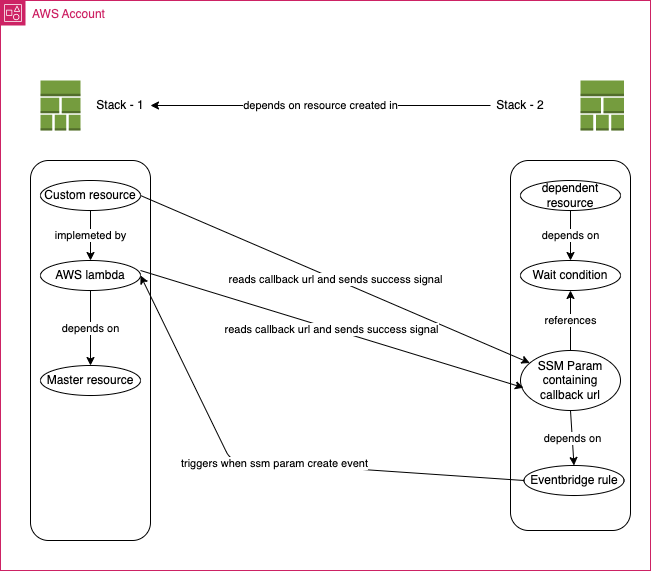 AWS Account
Stack - 1
depends on resource created in
Stack - 2
Custom resource
dependent
resource
implemeted by
depends on
AWS lambda
Wait condition
reads callback url and sends success signal
references
depends on
reads callback url and sends success signal
Master resource
SSM Param
containing
callback url
depends on
triggers when ssm param create event
Eventbridge rule